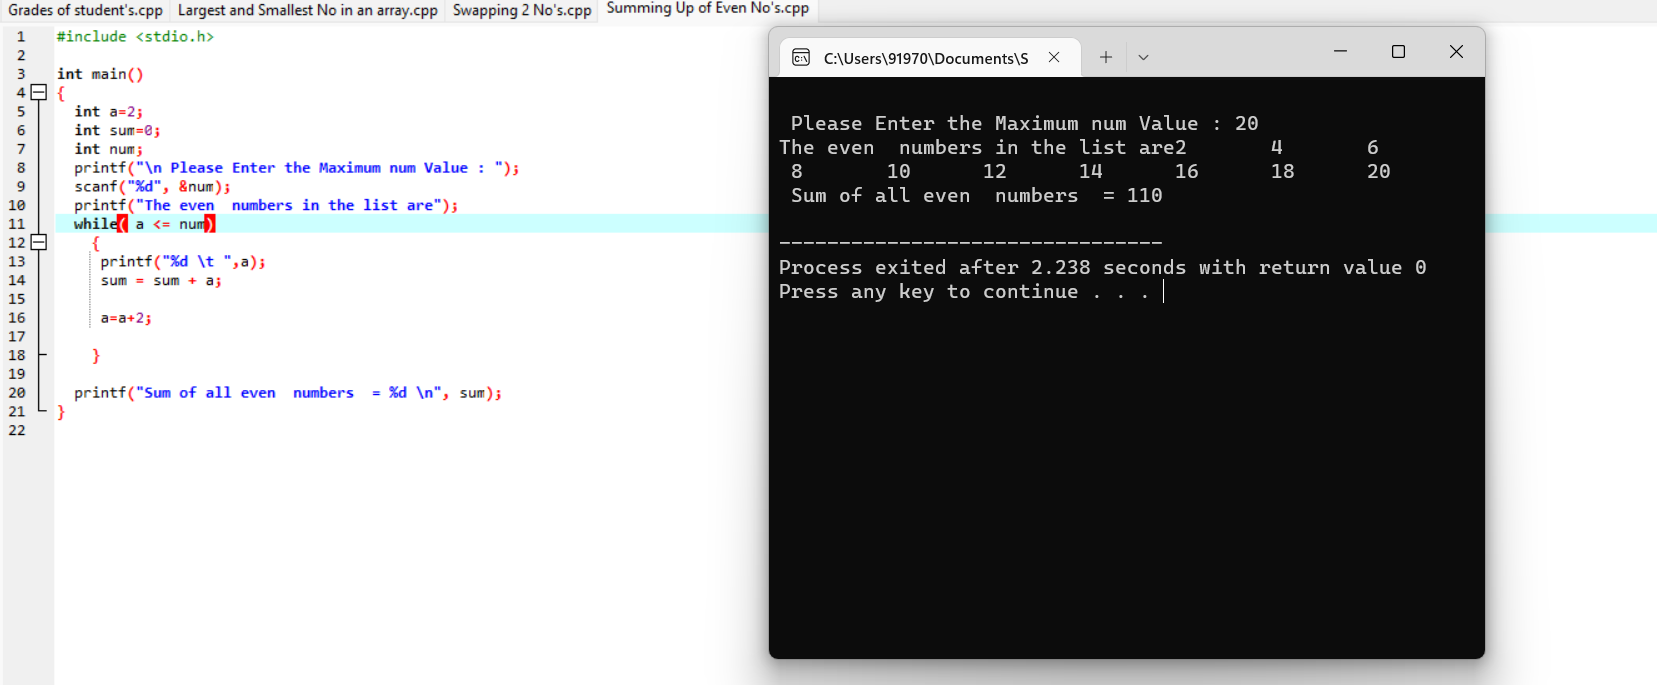 Grades of student's.cpp Largest and Smallest No in an array.cpp Swapping 2 No's.cpp Summing Up of Even No's.cpp
1 #include <stdio.h>
2
3 int main()
4 {
5 int a=2;
6 int sum=0;
7 int num;
8 printf("\n Please Enter the Maximum num Value : ");
9 scanf("%d", &num);
10 printf("The even  numbers in the list are");
11 while( a <= num)
12 {
13 printf("%d \t ",a);
14 sum = sum + a;
15
16 a=a+2;
17
18 }
19
20 printf("Sum of all even  numbers  = %d \n", sum);
21 }
22
C:\Users\91970\Documents\S
Please Enter the Maximum num Value : 20
The even  numbers in the list are2 4 6
8 10 12 14 16 18 20
Sum of all even  numbers  = 110
--------------------------------
Process exited after 2.238 seconds with return value 0
Press any key to continue . . .